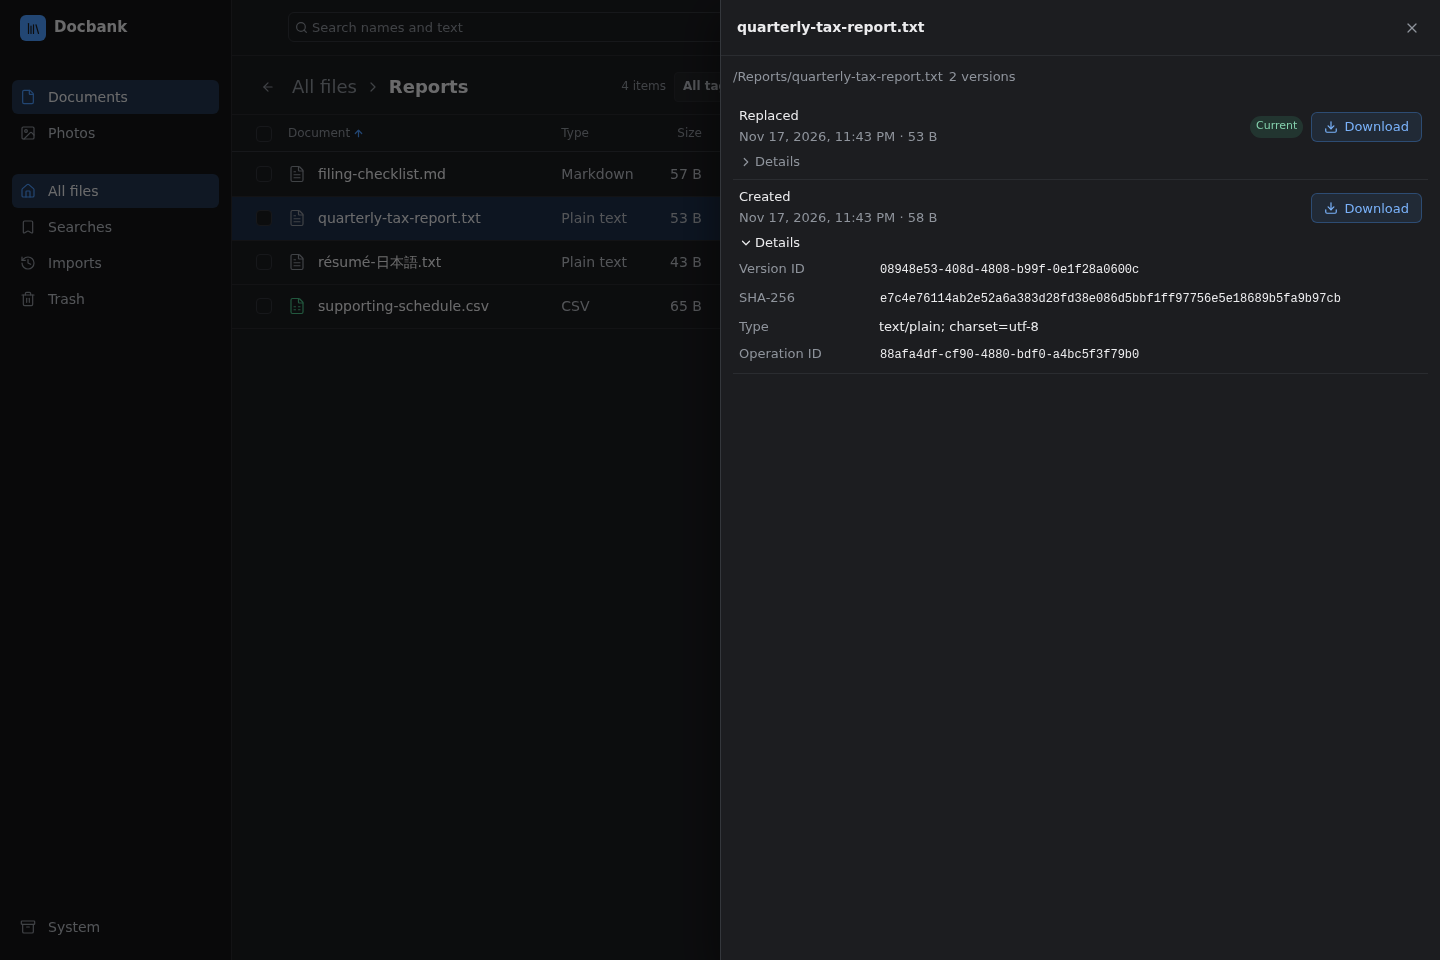 Docbank
Documents
Photos
All files
Searches
Imports
Trash
System
Search names and text
All files > Reports
4 items
All ta
Document Type Size
filing-checklist.md Markdown 57 B
quarterly-tax-report.txt Plain text 53 B
résumé-日本語.txt Plain text 43 B
supporting-schedule.csv CSV 65 B
quarterly-tax-report.txt
/Reports/quarterly-tax-report.txt 2 versions
Replaced
Nov 17, 2026, 11:43 PM · 53 B
Current
Download
Details
Created
Nov 17, 2026, 11:43 PM · 58 B
Download
Details
Version ID 08948e53-408d-4808-b99f-0e1f28a0600c
SHA-256 e7c4e76114ab2e52a6a383d28fd38e086d5bbf1ff97756e5e18689b5fa9b97cb
Type text/plain; charset=utf-8
Operation ID 88afa4df-cf90-4880-bdf0-a4bc5f3f79b0